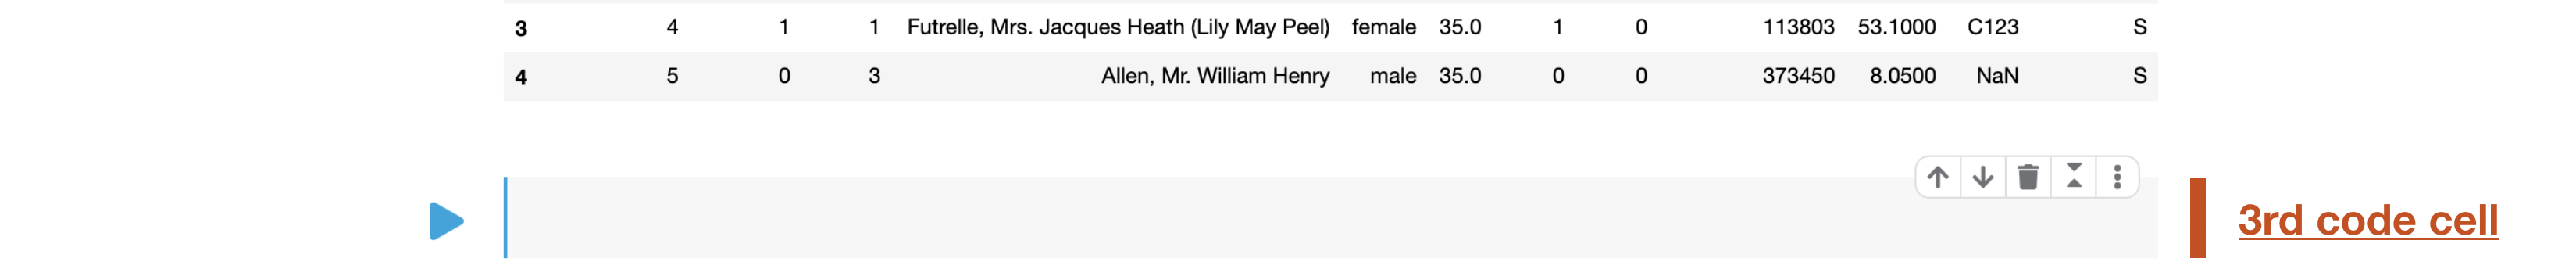 3 4 1 1 Futrelle, Mrs. Jacques Heath (Lily May Peel) female 35.0 1 0 113803 53.1000 C123 S
4 5 0 3 Allen, Mr. William Henry male 35.0 0 0 373450 8.0500 NaN S
3rd code cell